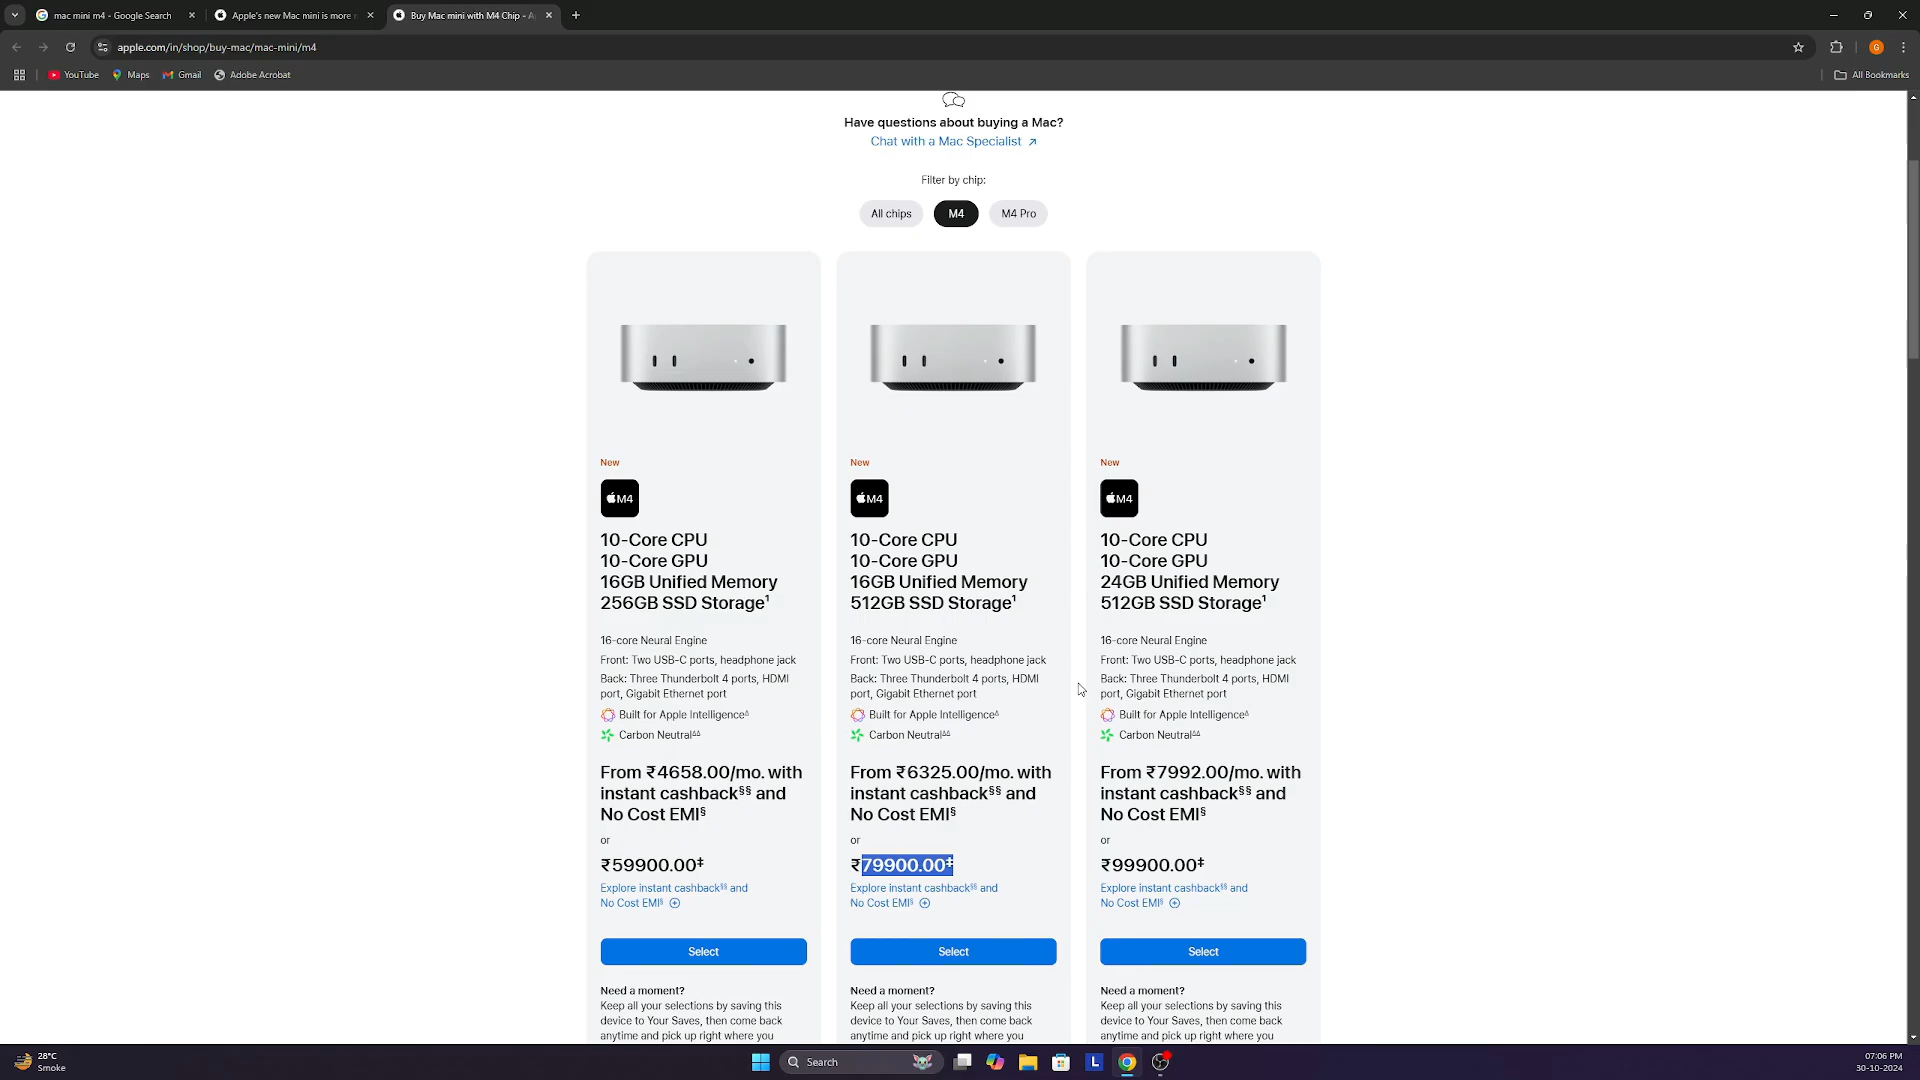 mac mini m4 - Google Search
Apple's new Mac mini is more
Buy Mac mini with M4 Chip - A
apple.com/in/shop/buy-mac/mac-mini/m4
G
YouTube
Maps
Gmail
Adobe Acrobat
All Bookmarks
Have questions about buying a Mac?
Chat with a Mac Specialist ↗
Filter by chip:
All chips
M4
M4 Pro
New
M4
10-Core CPU
10-Core GPU
16GB Unified Memory
256GB SSD Storage¹
16-core Neural Engine
Front: Two USB-C ports, headphone jack
Back: Three Thunderbolt 4 ports, HDMI
port, Gigabit Ethernet port
Built for Apple Intelligence∆
Carbon Neutral∆∆
From ₹4658.00/mo. with
instant cashback§§ and
No Cost EMI§
or
₹59900.00‡
Explore instant cashback§§ and
No Cost EMI§
Select
Need a moment?
Keep all your selections by saving this
device to Your Saves, then come back
anytime and pick up right where you
New
M4
10-Core CPU
10-Core GPU
16GB Unified Memory
512GB SSD Storage¹
16-core Neural Engine
Front: Two USB-C ports, headphone jack
Back: Three Thunderbolt 4 ports, HDMI
port, Gigabit Ethernet port
Built for Apple Intelligence∆
Carbon Neutral∆∆
From ₹6325.00/mo. with
instant cashback§§ and
No Cost EMI§
or
₹79900.00‡
Explore instant cashback§§ and
No Cost EMI§
Select
Need a moment?
Keep all your selections by saving this
device to Your Saves, then come back
anytime and pick up right where you
New
M4
10-Core CPU
10-Core GPU
24GB Unified Memory
512GB SSD Storage¹
16-core Neural Engine
Front: Two USB-C ports, headphone jack
Back: Three Thunderbolt 4 ports, HDMI
port, Gigabit Ethernet port
Built for Apple Intelligence∆
Carbon Neutral∆∆
From ₹7992.00/mo. with
instant cashback§§ and
No Cost EMI§
or
₹99900.00‡
Explore instant cashback§§ and
No Cost EMI§
Select
Need a moment?
Keep all your selections by saving this
device to Your Saves, then come back
anytime and pick up right where you
28°C
Smoke
Search
L
07:06 PM
30-10-2024